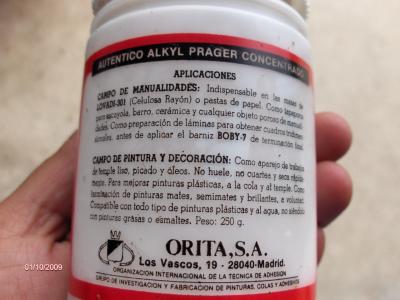 AUTENTICO ALKYL PRAGER CONCENTRADO
APLICACIONES
CAMPO DE MANUALIDADES: Indispensable en las masas de
LOVADI-301 (Celulosa Rayón) o pastas de papel. Como tapaporos
para escayola, barro, cerámica y cualquier objeto poroso de manuali-
dades. Como preparación de láminas para obtener cuadros tridimen-
sionales, antes de aplicar el barniz BOBY-7 de terminación final.
CAMPO DE PINTURA Y DECORACIÓN: Como aparejo de trabajos
de temple liso, picado y óleos. No huele, no cuartea y seca rápida-
mente. Para mejorar pinturas plásticas, a la cola y al temple. Como
terminación de pinturas mates, semimates y brillantes, a voluntad.
Compatible con todo tipo de pinturas plásticas y al agua, no siéndolo
con pinturas grasas o esmaltes. Peso: 250 g.
ORITA, S.A.
Los Vascos, 19 - 28040-Madrid.
ORGANIZACION INTERNACIONAL DE LA TECNICA DE ADHESION
GRUPO DE INVESTIGACION Y FABRICACION DE PINTURAS, COLAS Y ADHESIVOS
01/10/2009